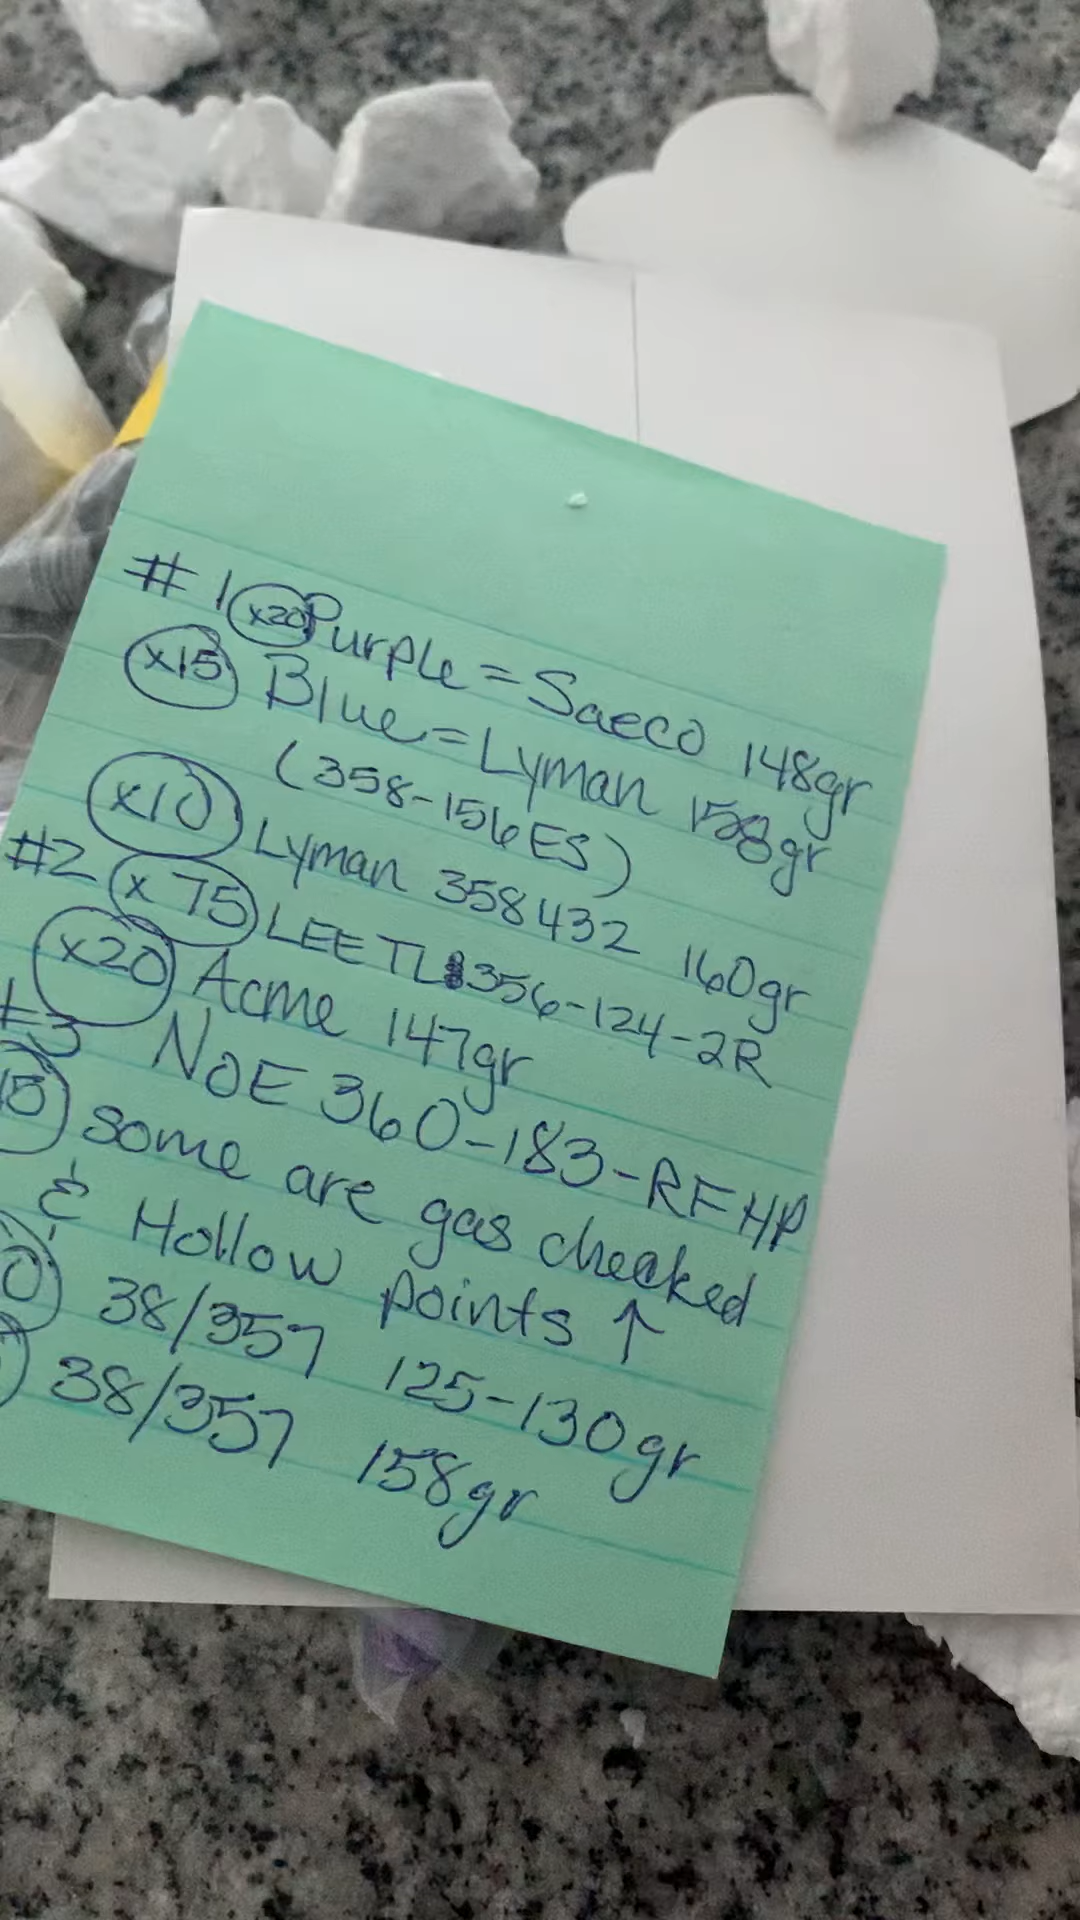 #1 x20 Purple = Saeco 148gr
x15 Blue = Lyman 158gr
(358-156ES)
x10 Lyman 358432 160gr
#2 x75 LEE TL356-124-2R
x20 Acme 147gr
#3 NOE 360-183-RFHP
some are gas checked
& Hollow points ↑
38/357 125-130gr
38/357 158gr